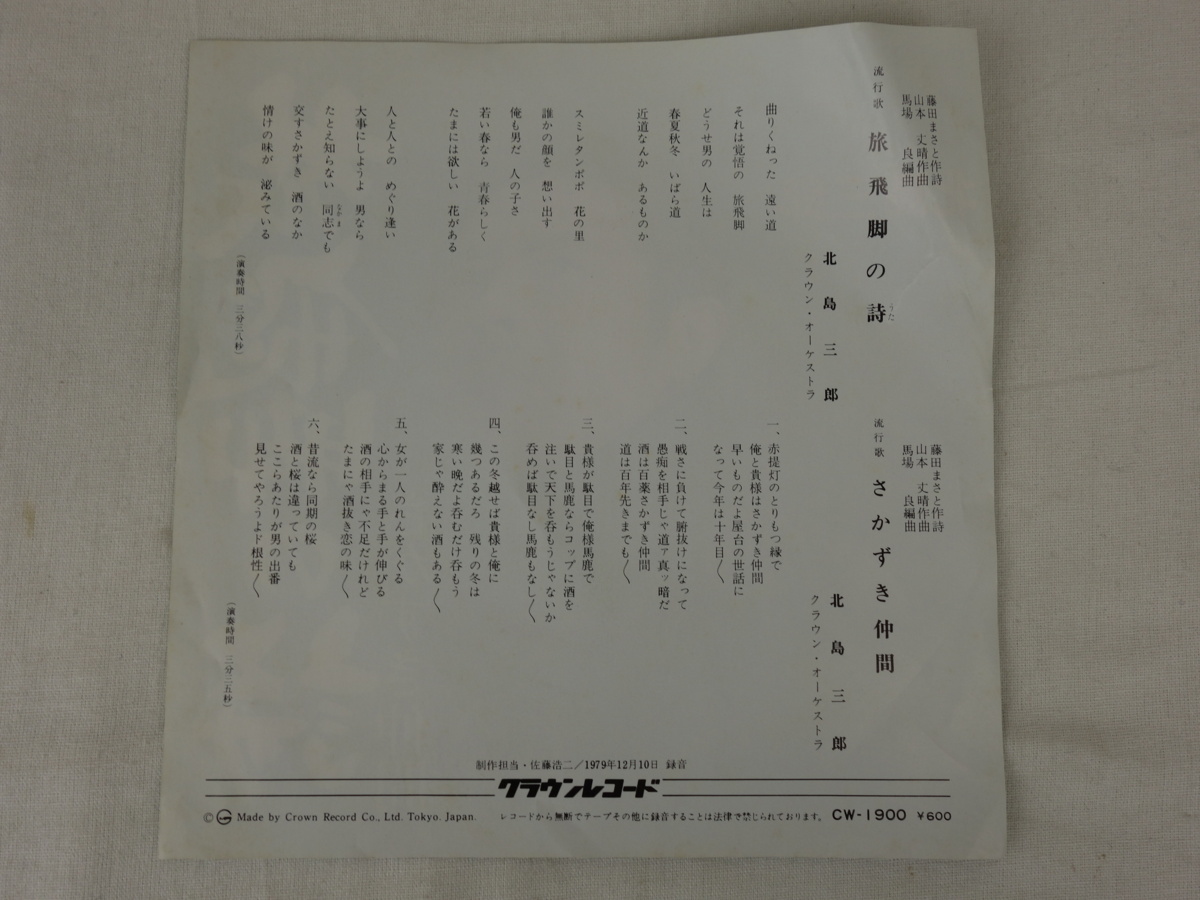 藤田まさと作詩
山本 丈晴作曲
馬場 良編曲
流行歌 旅飛脚の詩
うた
北島三郎
クラウン・オーケストラ
曲りくねった 遠い道
それは覚悟の 旅飛脚
どうせ男の 人生は
春夏秋冬 いばら道
近道なんか あるものか
スミレタンポポ 花の里
誰かの顔を 想い出す
俺も男だ 人の子さ
若い春なら 青春らしく
たまには欲しい 花がある
人と人との めぐり逢い
大事にしようよ 男なら
たとえ知らない 同志でも
なかま
交すさかずき 酒のなか
情けの味が 泌みている
(演奏時間 三分三八秒)
藤田まさと作詩
山本 丈晴作曲
馬場 良編曲
流行歌 さかずき仲間
北島三郎
クラウン・オーケストラ
一、赤提灯のとりもつ縁で
俺と貴様はさかずき仲間
早いものだよ屋台の世話に
なって今年は十年目〱
二、戦さに負けて腑抜けになって
愚痴を相手じゃ道ァ真ッ暗だ
酒は百薬さかずき仲間
道は百年先きまでも〱
三、貴様が駄目で俺様馬鹿で
駄目と馬鹿ならコップに酒を
注いで天下を呑もうじゃないか
呑めば駄目なし馬鹿もなし〱
四、この冬越せば貴様と俺に
幾つあるだろ 残りの冬は
寒い晩だよ呑むだけ呑もう
家じゃ酔えない酒もある〱
五、女が一人のれんをくぐる
心からまる手と手が伸びる
酒の相手にゃ不足だけれど
たまにゃ酒抜き恋の味〱
六、昔流なら同期の桜
酒と桜は違っていても
ここらあたりが男の出番
見せてやろうよド根性〱
(演奏時間 三分二五秒)
制作担当・佐藤浩二/1979年12月10日 録音
クラウンレコード
© Made by Crown Record Co., Ltd. Tokyo. Japan. レコードから無断でテープその他に録音することは法律で禁じられております。 CW-1900 ¥600